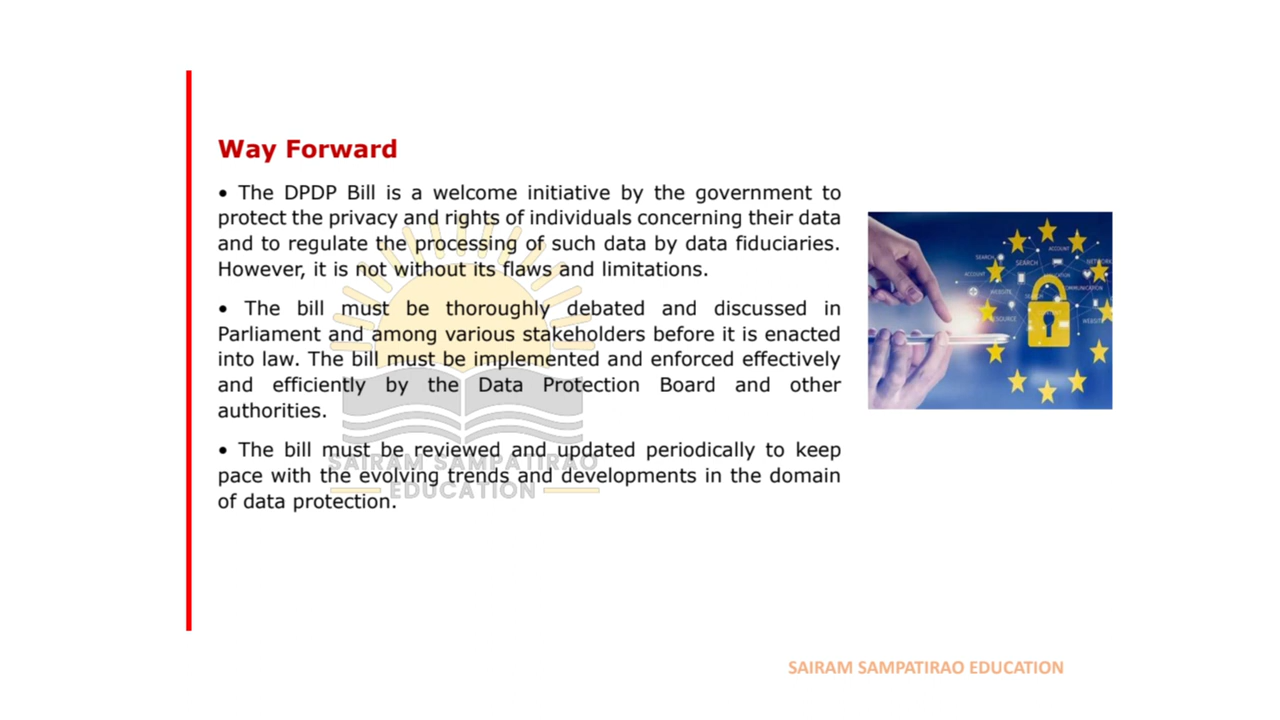 Way Forward
• The DPDP Bill is a welcome initiative by the government to
protect the privacy and rights of individuals concerning their data
and to regulate the processing of such data by data fiduciaries.
However, it is not without its flaws and limitations.
• The bill must be thoroughly debated and discussed in
Parliament and among various stakeholders before it is enacted
into law. The bill must be implemented and enforced effectively
and efficiently by the Data Protection Board and other
authorities.
• The bill must be reviewed and updated periodically to keep
pace with the evolving trends and developments in the domain
of data protection.
SAIRAM SAMPATIRAO
EDUCATION
ACCOUNT
SEARCH
SEARCH
ACCOUNT
WEBSITE
SAIRAM SAMPATIRAO EDUCATION